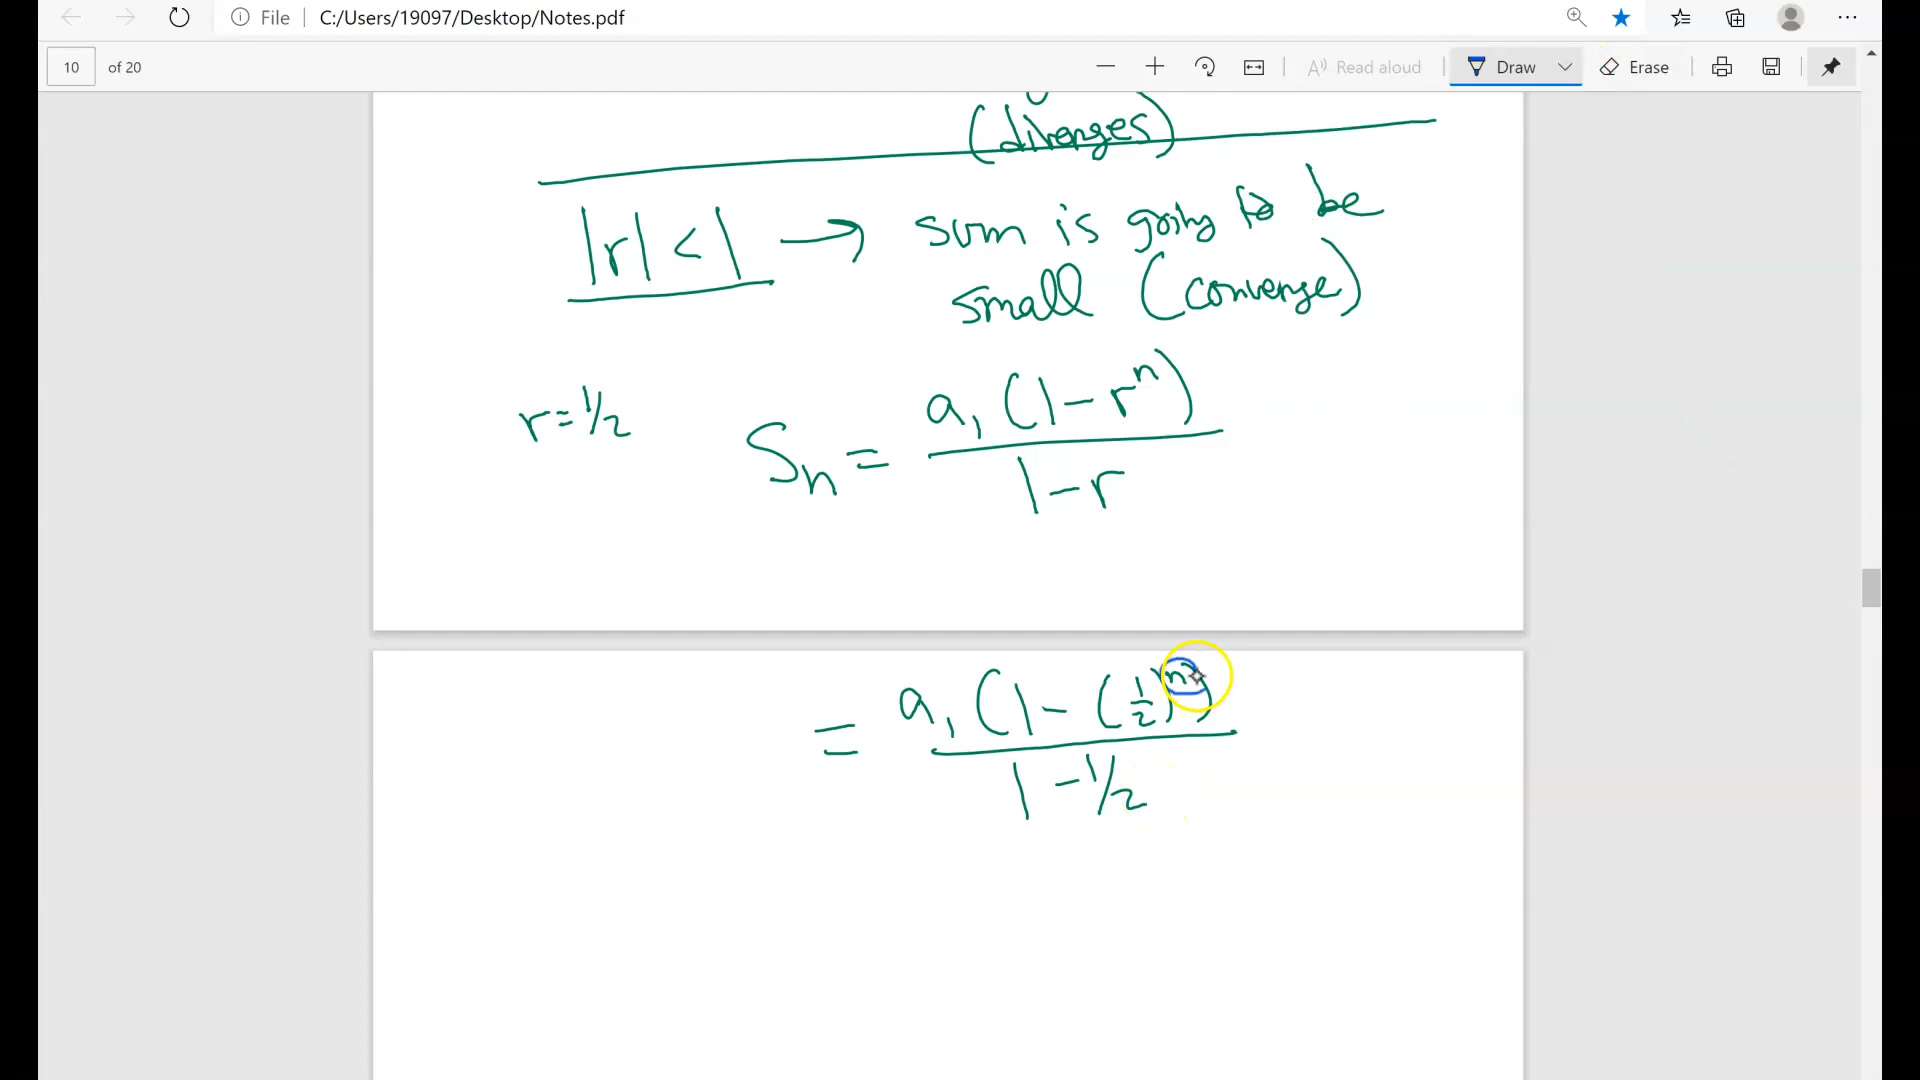 File C:/Users/19097/Desktop/Notes.pdf
10 of 20 Read aloud Draw Erase
(diverges)
|r| < 1 → sum is going to be
small (converge)
r = 1/2
Sn = a1 (1 - r^n) / (1 - r)
= a1 (1 - (1/2)^n) / (1 - 1/2)